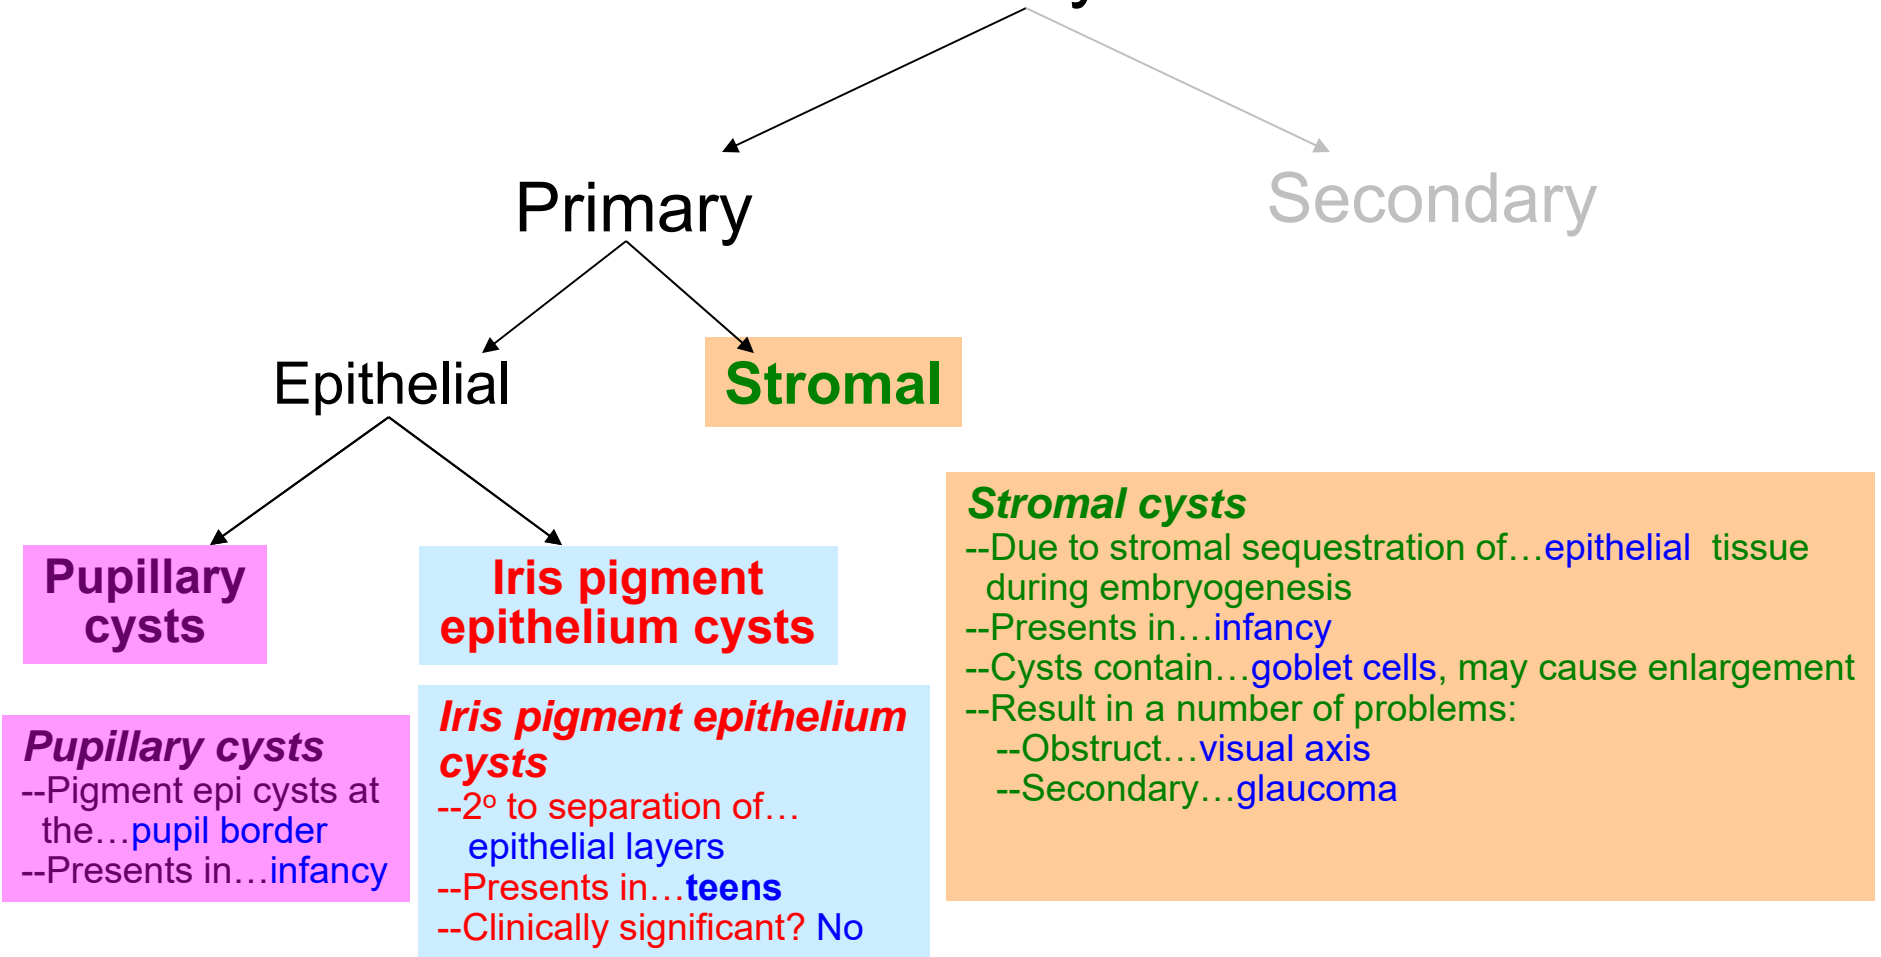 Primary
Secondary
Epithelial
Stromal
Pupillary
cysts
Iris pigment
epithelium cysts
Stromal cysts
--Due to stromal sequestration of…epithelial tissue
during embryogenesis
--Presents in…infancy
--Cysts contain…goblet cells, may cause enlargement
--Result in a number of problems:
--Obstruct…visual axis
--Secondary…glaucoma
Pupillary cysts
--Pigment epi cysts at
the…pupil border
--Presents in…infancy
Iris pigment epithelium
cysts
--2º to separation of…
epithelial layers
--Presents in…teens
--Clinically significant? No